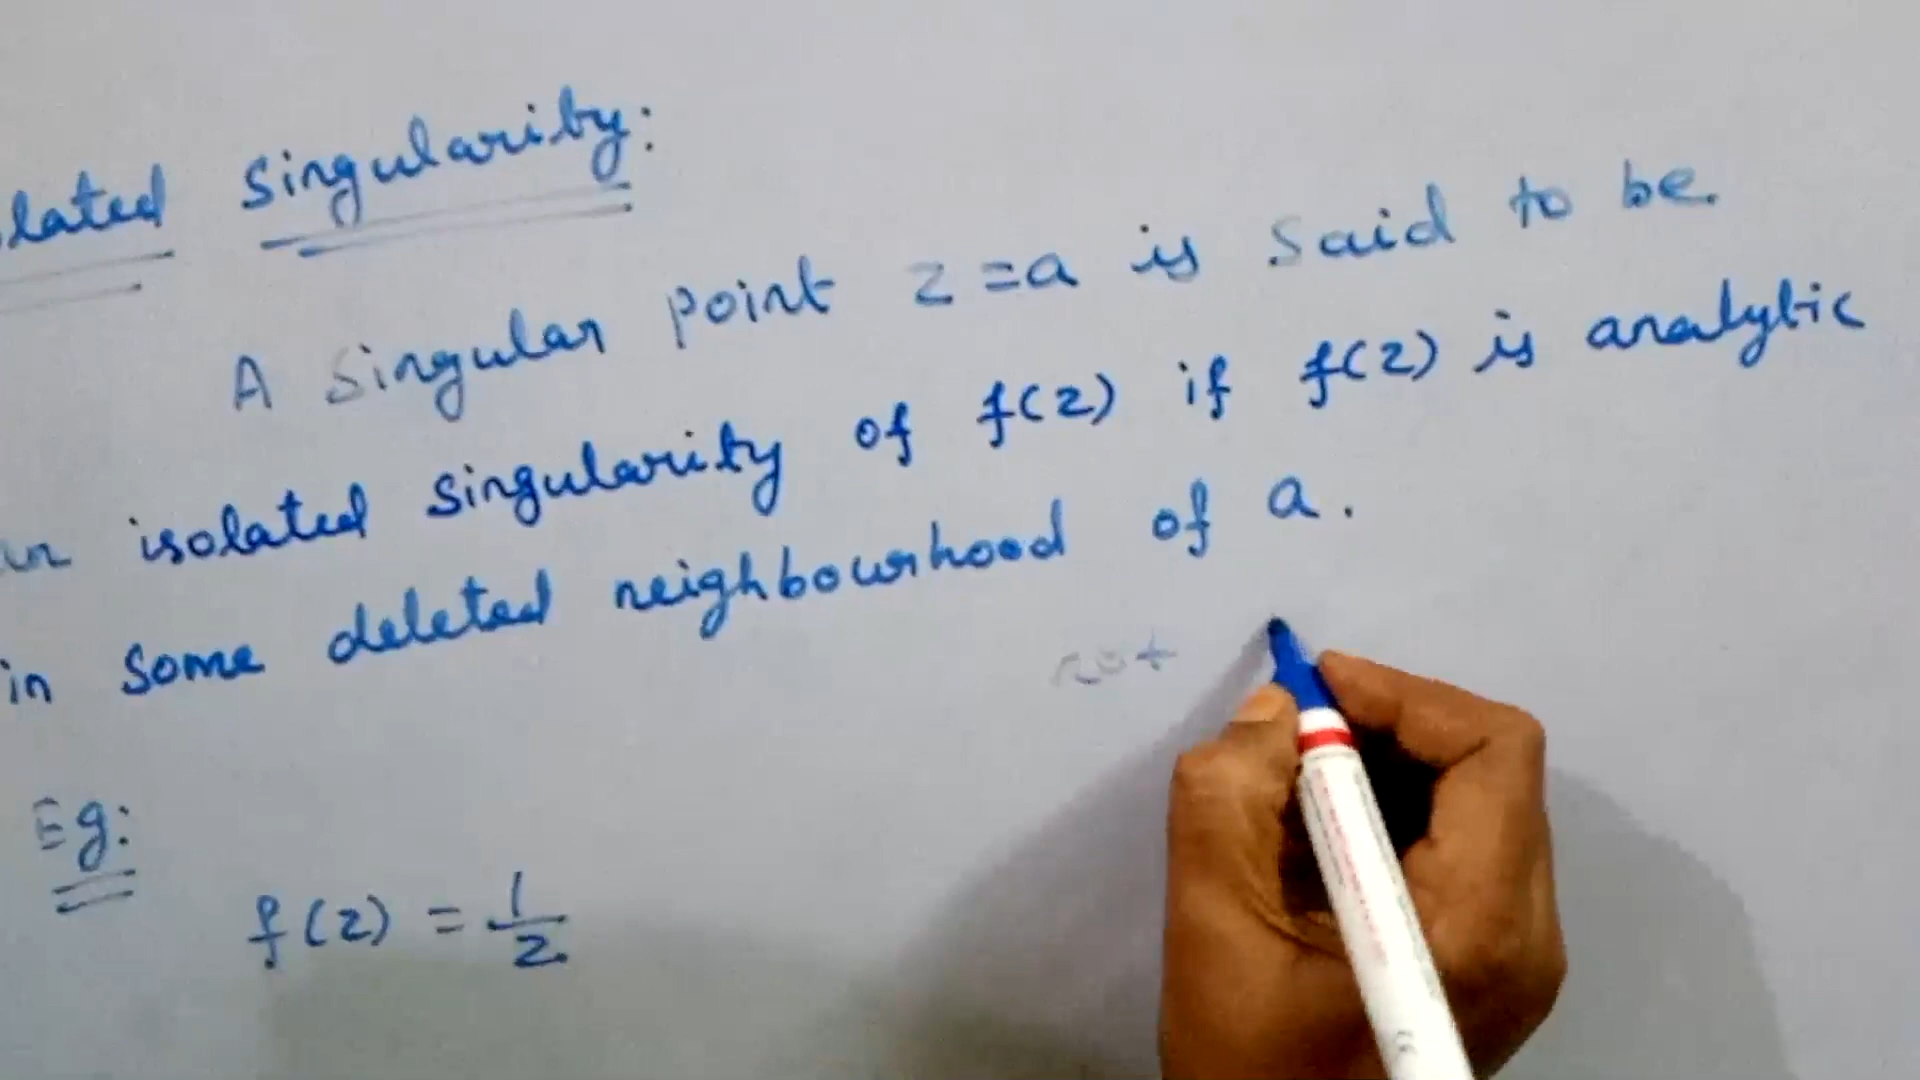 lated Singularity:
A Singular point z=a is said to be
an isolated singularity of f(z) if f(z) is analytic
in some deleted neighbourhood of a.
not
Eg:
f(z) = 1/z